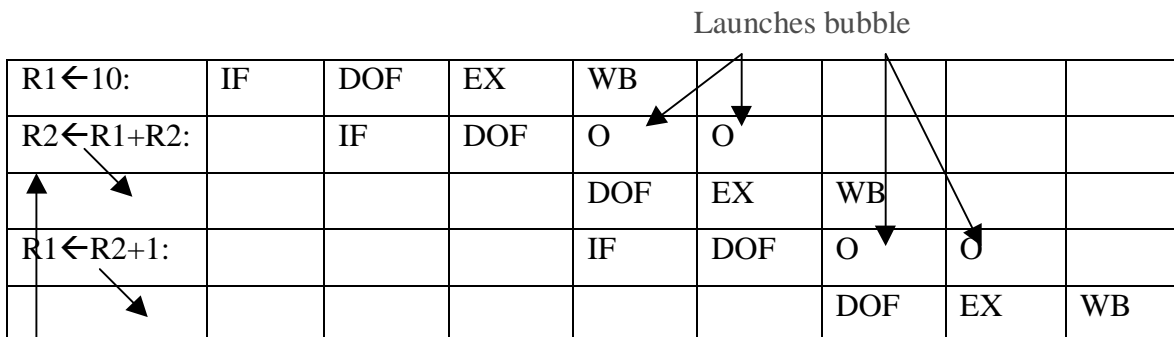 Launches bubble
R1←10: IF DOF EX WB
R2←R1+R2: IF DOF O O
DOF EX WB
R1←R2+1: IF DOF O O
DOF EX WB